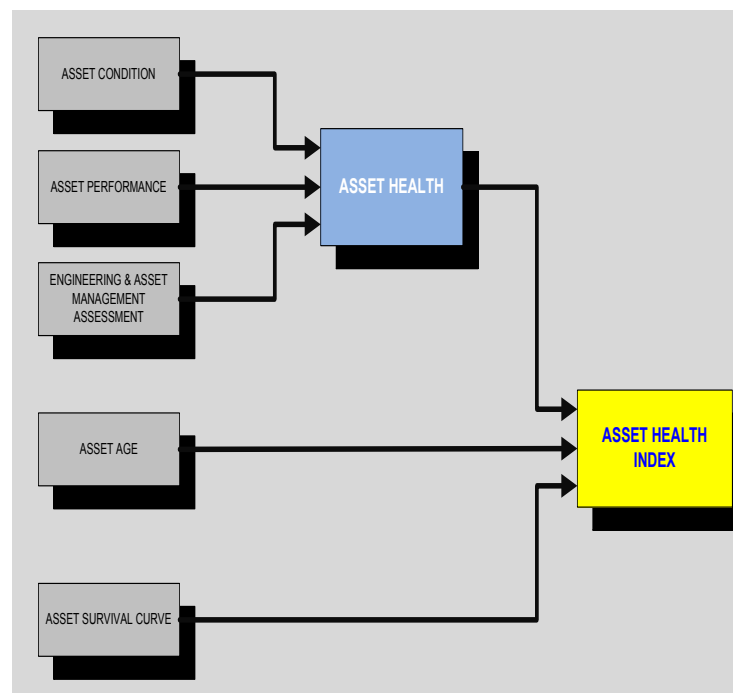 ASSET CONDITION
ASSET PERFORMANCE
ASSET HEALTH
ENGINEERING & ASSET
MANAGEMENT
ASSESSMENT
ASSET AGE
ASSET HEALTH
INDEX
ASSET SURVIVAL CURVE